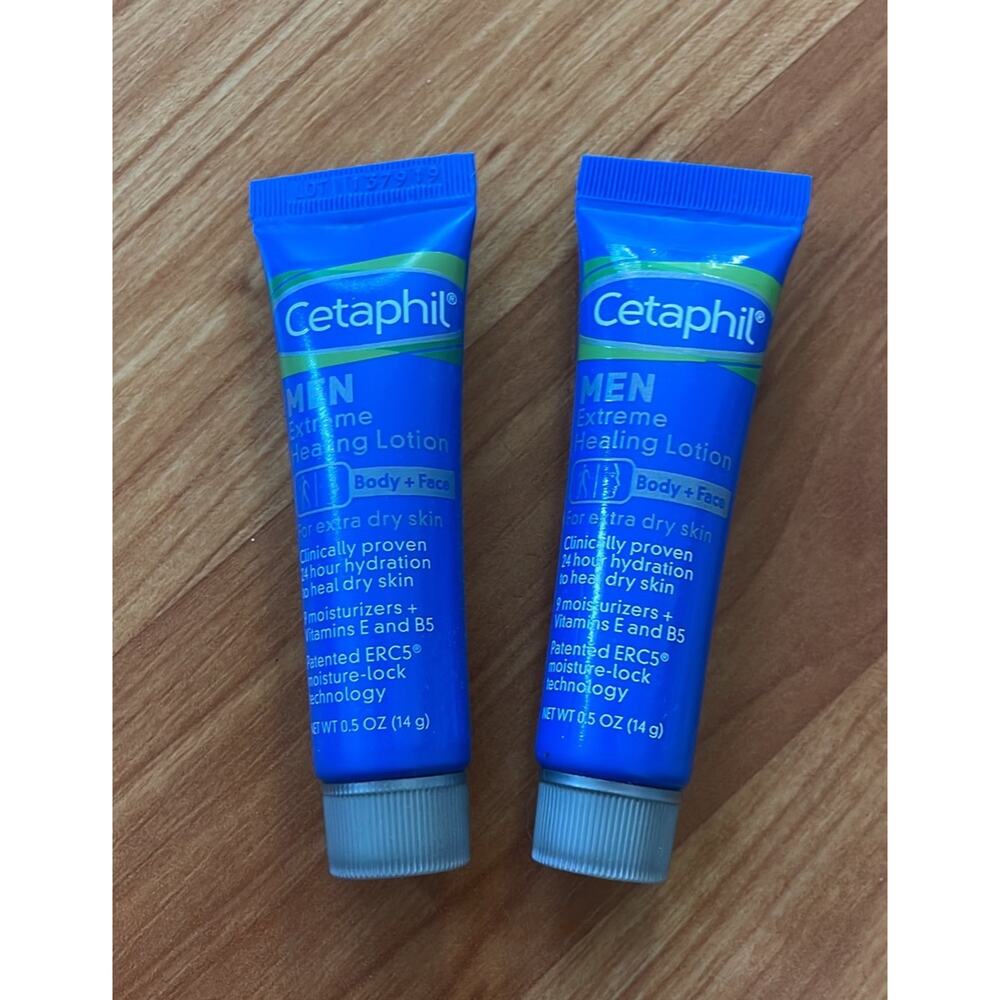 LOT 137919
Cetaphil®
MEN
Extreme
Healing Lotion
Body + Face
For extra dry skin
Clinically proven
24 hour hydration
to heal dry skin
9 moisturizers +
Vitamins E and B5
Patented ERC5®
moisture-lock
technology
NET WT 0.5 OZ (14 g)
Cetaphil®
MEN
Extreme
Healing Lotion
Body + Face
For extra dry skin
Clinically proven
24 hour hydration
to heal dry skin
9 moisturizers +
Vitamins E and B5
Patented ERC5®
moisture-lock
technology
NET WT 0.5 OZ (14 g)